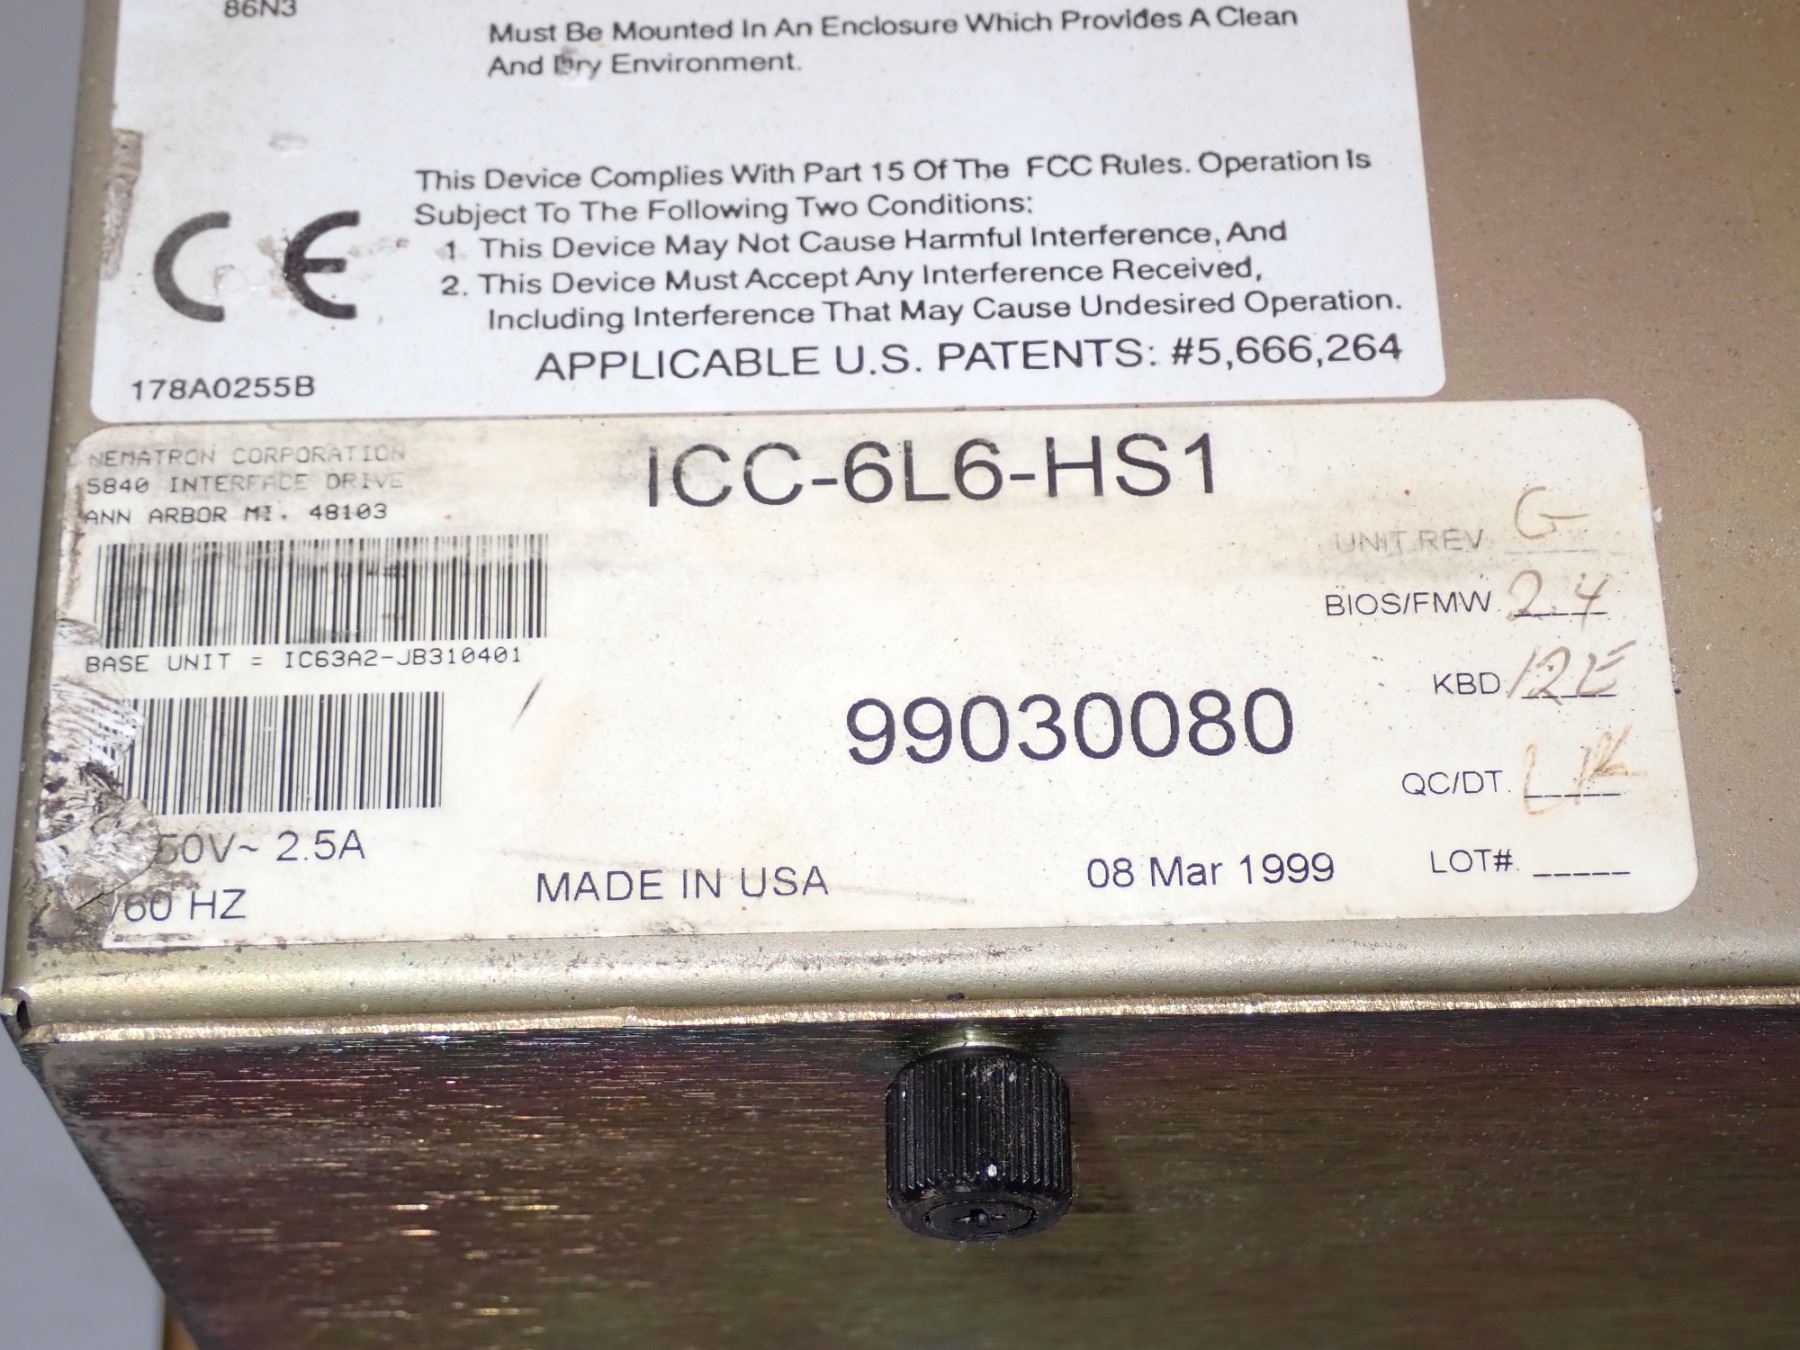 86N3
Must Be Mounted In An Enclosure Which Provides A Clean
And Dry Environment.
This Device Complies With Part 15 Of The FCC Rules. Operation Is
Subject To The Following Two Conditions:
1. This Device May Not Cause Harmful Interference, And
2. This Device Must Accept Any Interference Received,
Including Interference That May Cause Undesired Operation.
CE
APPLICABLE U.S. PATENTS: #5,666,264
178A0255B
NEMATRON CORPORATION
5840 INTERFACE DRIVE
ANN ARBOR MI. 48103
ICC-6L6-HS1
UNIT REV G
BIOS/FMW. 2.4
BASE UNIT = IC63A2-JB310401
KBD 12E
99030080
QC/DT.
50V~ 2.5A
/60 HZ
MADE IN USA
08 Mar 1999
LOT#. _____